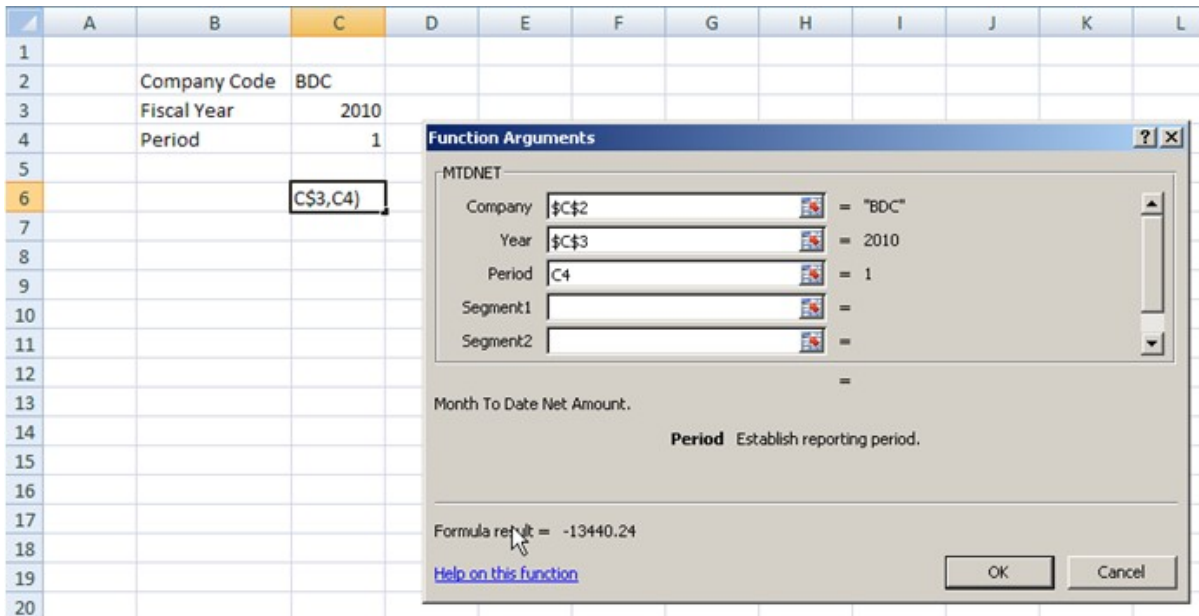 A B C D E F G H I J K L
1
2 Company Code BDC
3 Fiscal Year 2010
4 Period 1
5
6 C$3,C4)
7
8
9
10
11
12
13
14
15
16
17
18
19
20
Function Arguments
MTDNET
Company $C$2 = "BDC"
Year $C$3 = 2010
Period C4 = 1
Segment1 =
Segment2 =
=
Month To Date Net Amount.
Period Establish reporting period.
Formula result = -13440.24
Help on this function
OK Cancel